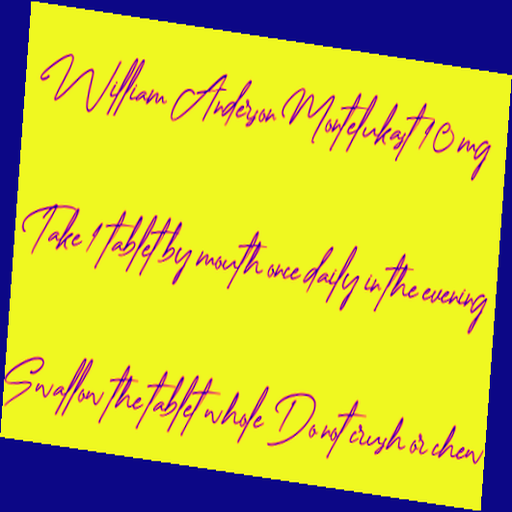 William Anderson Montelukast 10 mg
Take 1 tablet by mouth once daily in the evening
Swallow the tablet whole Do not crush or chew